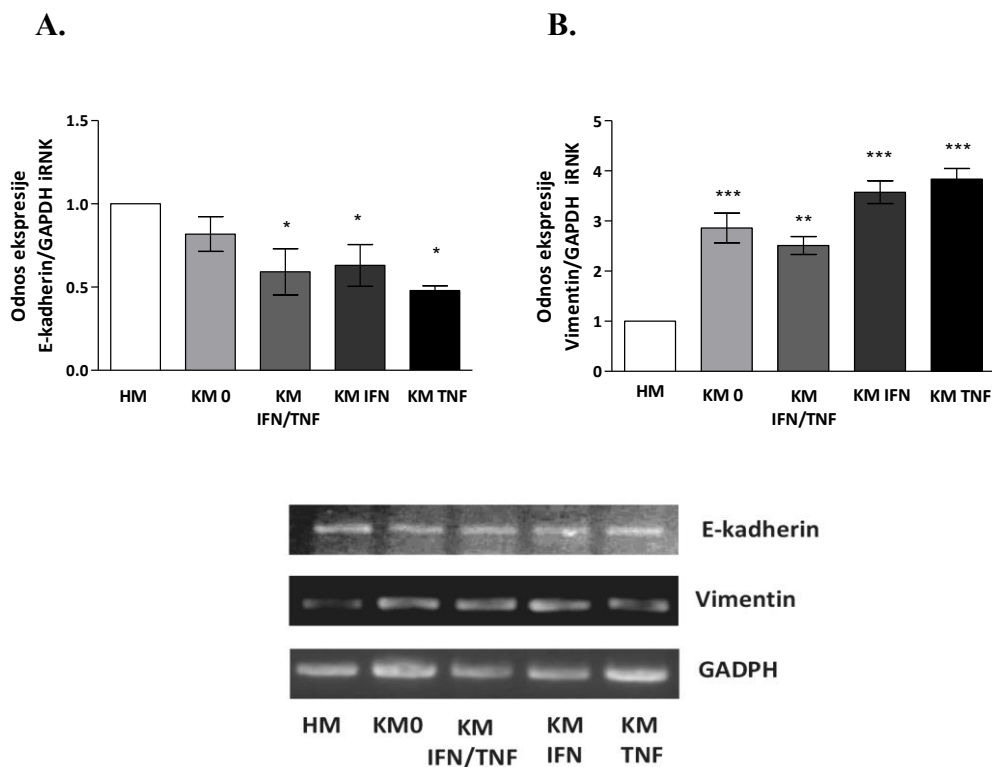 A.
B.
Odnos ekspresije
E-kadherin/GAPDH iRNK
1.5
1.0
0.5
0.0
*
*
*
HM
KM 0
KM
IFN/TNF
KM IFN
KM TNF
Odnos ekspresije
Vimentin/GAPDH iRNK
5
4
3
2
1
0
***
**
***
***
HM
KM 0
KM
IFN/TNF
KM IFN
KM TNF
E-kadherin
Vimentin
GADPH
HM
KM0
KM
IFN/TNF
KM
IFN
KM
TNF